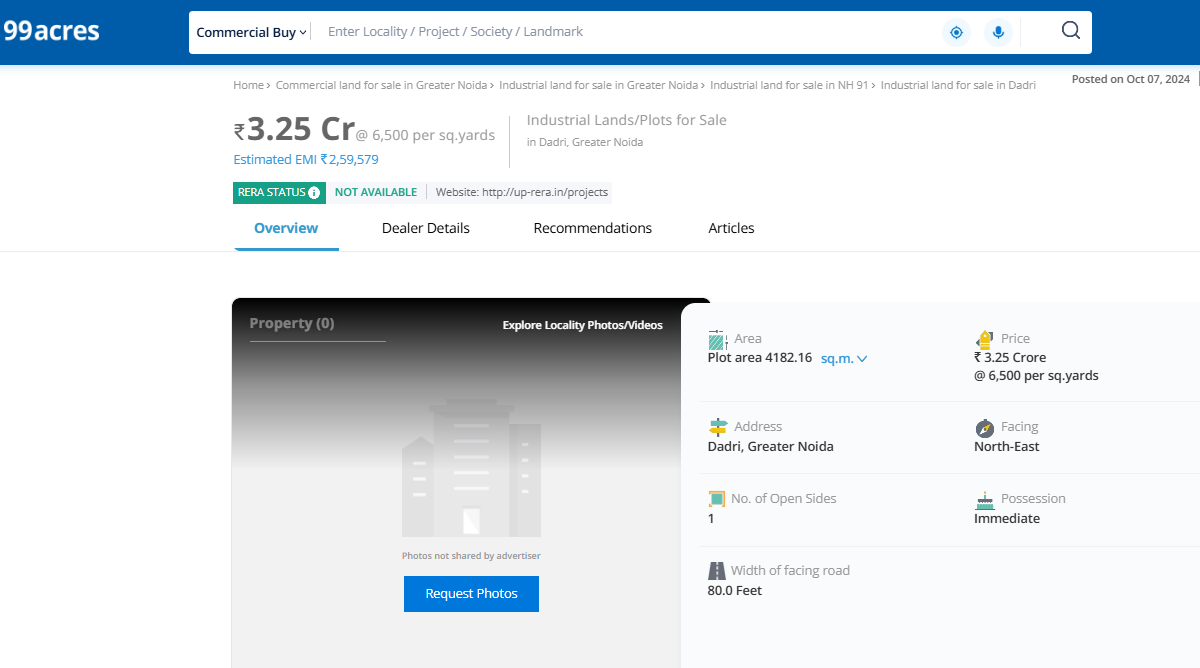 99acres
Commercial Buy
Enter Locality / Project / Society / Landmark
Home › Commercial land for sale in Greater Noida › Industrial land for sale in Greater Noida › Industrial land for sale in NH 91 › Industrial land for sale in Dadri
Posted on Oct 07, 2024
₹3.25 Cr @ 6,500 per sq.yards
Estimated EMI ₹2,59,579
Industrial Lands/Plots for Sale
in Dadri, Greater Noida
RERA STATUS NOT AVAILABLE Website: http://up-rera.in/projects
Overview
Dealer Details
Recommendations
Articles
Property (0)
Explore Locality Photos/Videos
Photos not shared by advertiser
Request Photos
Area
Plot area 4182.16 sq.m.
Price
₹ 3.25 Crore
@ 6,500 per sq.yards
Address
Dadri, Greater Noida
Facing
North-East
No. of Open Sides
1
Possession
Immediate
Width of facing road
80.0 Feet